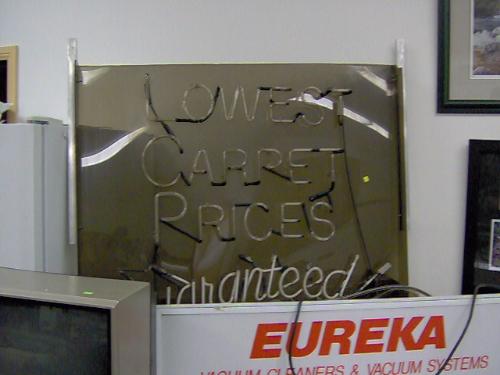 LOWEST
CARPET
PRICES
Guaranteed
EUREKA
VACUUM CLEANERS & VACUUM SYSTEMS